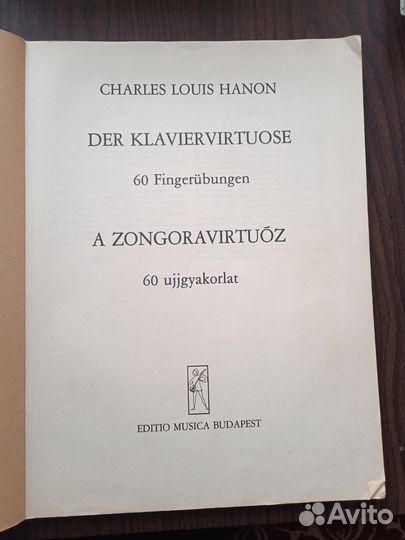 CHARLES LOUIS HANON
DER KLAVIERVIRTUOSE
60 Fingerübungen
A ZONGORAVIRTUÓZ
60 ujjgyakorlat
EDITIO MUSICA BUDAPEST
Avito